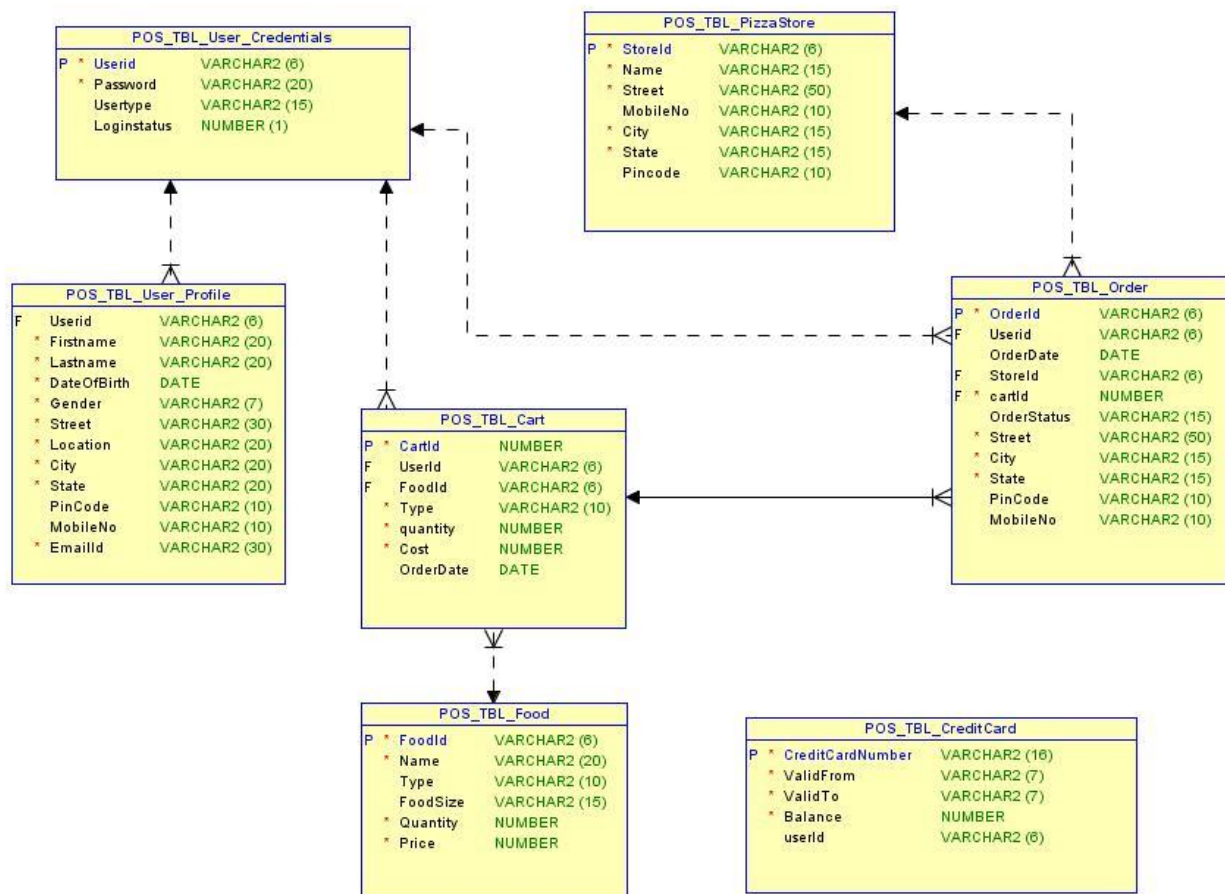 POS_TBL_User_Credentials
P * Userid VARCHAR2 (6)
* Password VARCHAR2 (20)
Usertype VARCHAR2 (15)
Loginstatus NUMBER (1)
POS_TBL_PizzaStore
P * StoreId VARCHAR2 (6)
* Name VARCHAR2 (15)
* Street VARCHAR2 (50)
MobileNo VARCHAR2 (10)
* City VARCHAR2 (15)
* State VARCHAR2 (15)
Pincode VARCHAR2 (10)
POS_TBL_User_Profile
F Userid VARCHAR2 (6)
* Firstname VARCHAR2 (20)
* Lastname VARCHAR2 (20)
* DateOfBirth DATE
* Gender VARCHAR2 (7)
* Street VARCHAR2 (30)
* Location VARCHAR2 (20)
* City VARCHAR2 (20)
* State VARCHAR2 (20)
PinCode VARCHAR2 (10)
MobileNo VARCHAR2 (10)
* EmailId VARCHAR2 (30)
POS_TBL_Order
P * OrderId VARCHAR2 (6)
F Userid VARCHAR2 (6)
OrderDate DATE
F StoreId VARCHAR2 (6)
F * cartId NUMBER
OrderStatus VARCHAR2 (15)
* Street VARCHAR2 (50)
* City VARCHAR2 (15)
* State VARCHAR2 (15)
PinCode VARCHAR2 (10)
MobileNo VARCHAR2 (10)
POS_TBL_Cart
P * CartId NUMBER
F UserId VARCHAR2 (6)
F FoodId VARCHAR2 (6)
* Type VARCHAR2 (10)
* quantity NUMBER
* Cost NUMBER
OrderDate DATE
POS_TBL_Food
P * FoodId VARCHAR2 (6)
* Name VARCHAR2 (20)
Type VARCHAR2 (10)
FoodSize VARCHAR2 (15)
* Quantity NUMBER
* Price NUMBER
POS_TBL_CreditCard
P * CreditCardNumber VARCHAR2 (16)
* ValidFrom VARCHAR2 (7)
* ValidTo VARCHAR2 (7)
* Balance NUMBER
userId VARCHAR2 (6)